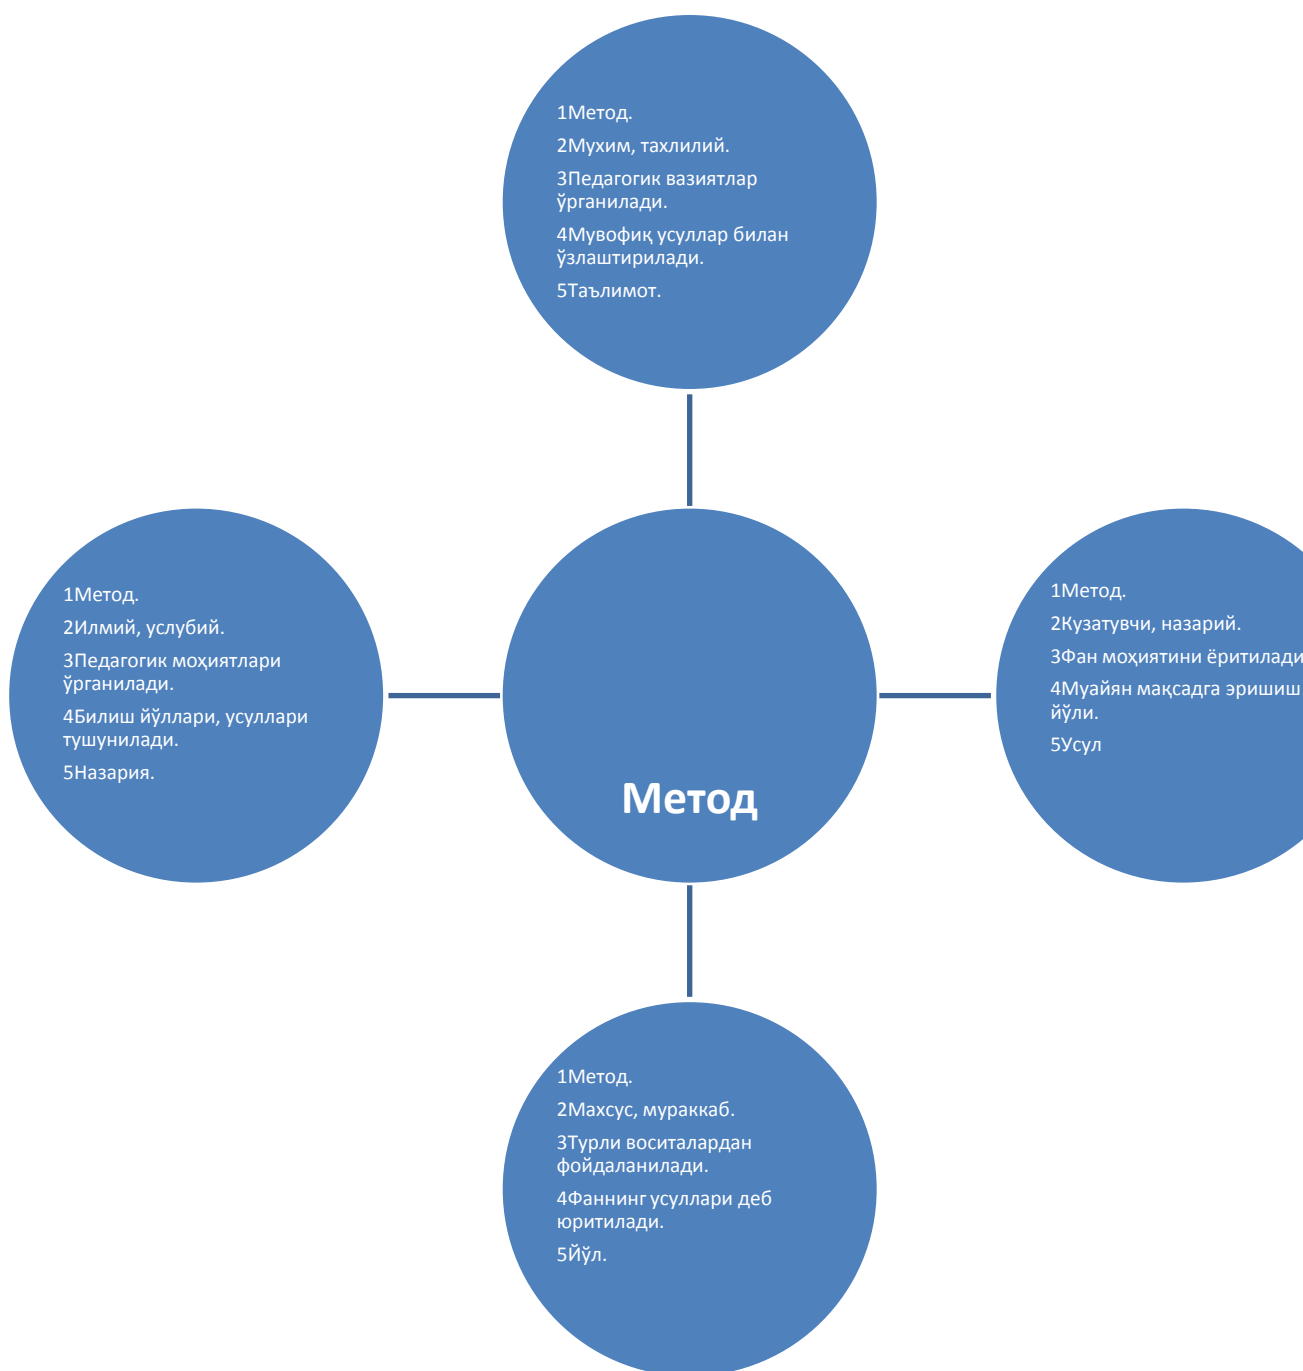 1Метод.
2Мухим, тахлилий.
3Педагогик вазиятлар
ўрганилади.
4Мувофиқ усуллар билан
ўзлаштирилади.
5Таълимот.
1Метод.
2Илмий, услубий.
3Педагогик моҳиятлари
ўрганилади.
4Билиш йўллари, усуллари
тушунилади.
5Назария.
Метод
1Метод.
2Кузатувчи, назарий.
3Фан моҳиятини ёритилади
4Муайян мақсадга эришиш
йўли.
5Усул
1Метод.
2Махсус, мураккаб.
3Турли воситалардан
фойдаланилади.
4Фаннинг усуллари деб
юритилади.
5Йўл.